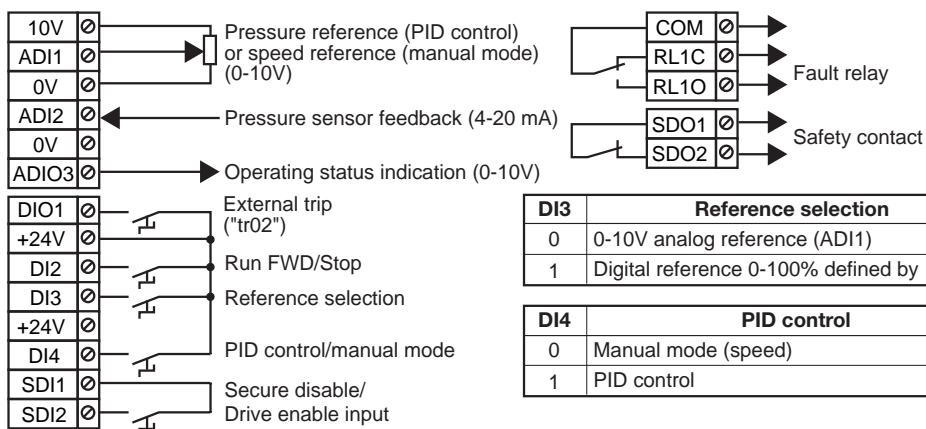 10V
ADI1
0V
ADI2
0V
ADIO3
Pressure reference (PID control)
or speed reference (manual mode)
(0-10V)
Pressure sensor feedback (4-20 mA)
Operating status indication (0-10V)
DIO1
+24V
DI2
DI3
+24V
DI4
SDI1
SDI2
External trip
("tr02")
Run FWD/Stop
Reference selection
PID control/manual mode
Secure disable/
Drive enable input
COM
RL1C
RL1O
Fault relay
SDO1
SDO2
Safety contact
DI3 Reference selection
0 0-10V analog reference (ADI1)
1 Digital reference 0-100% defined by
DI4 PID control
0 Manual mode (speed)
1 PID control